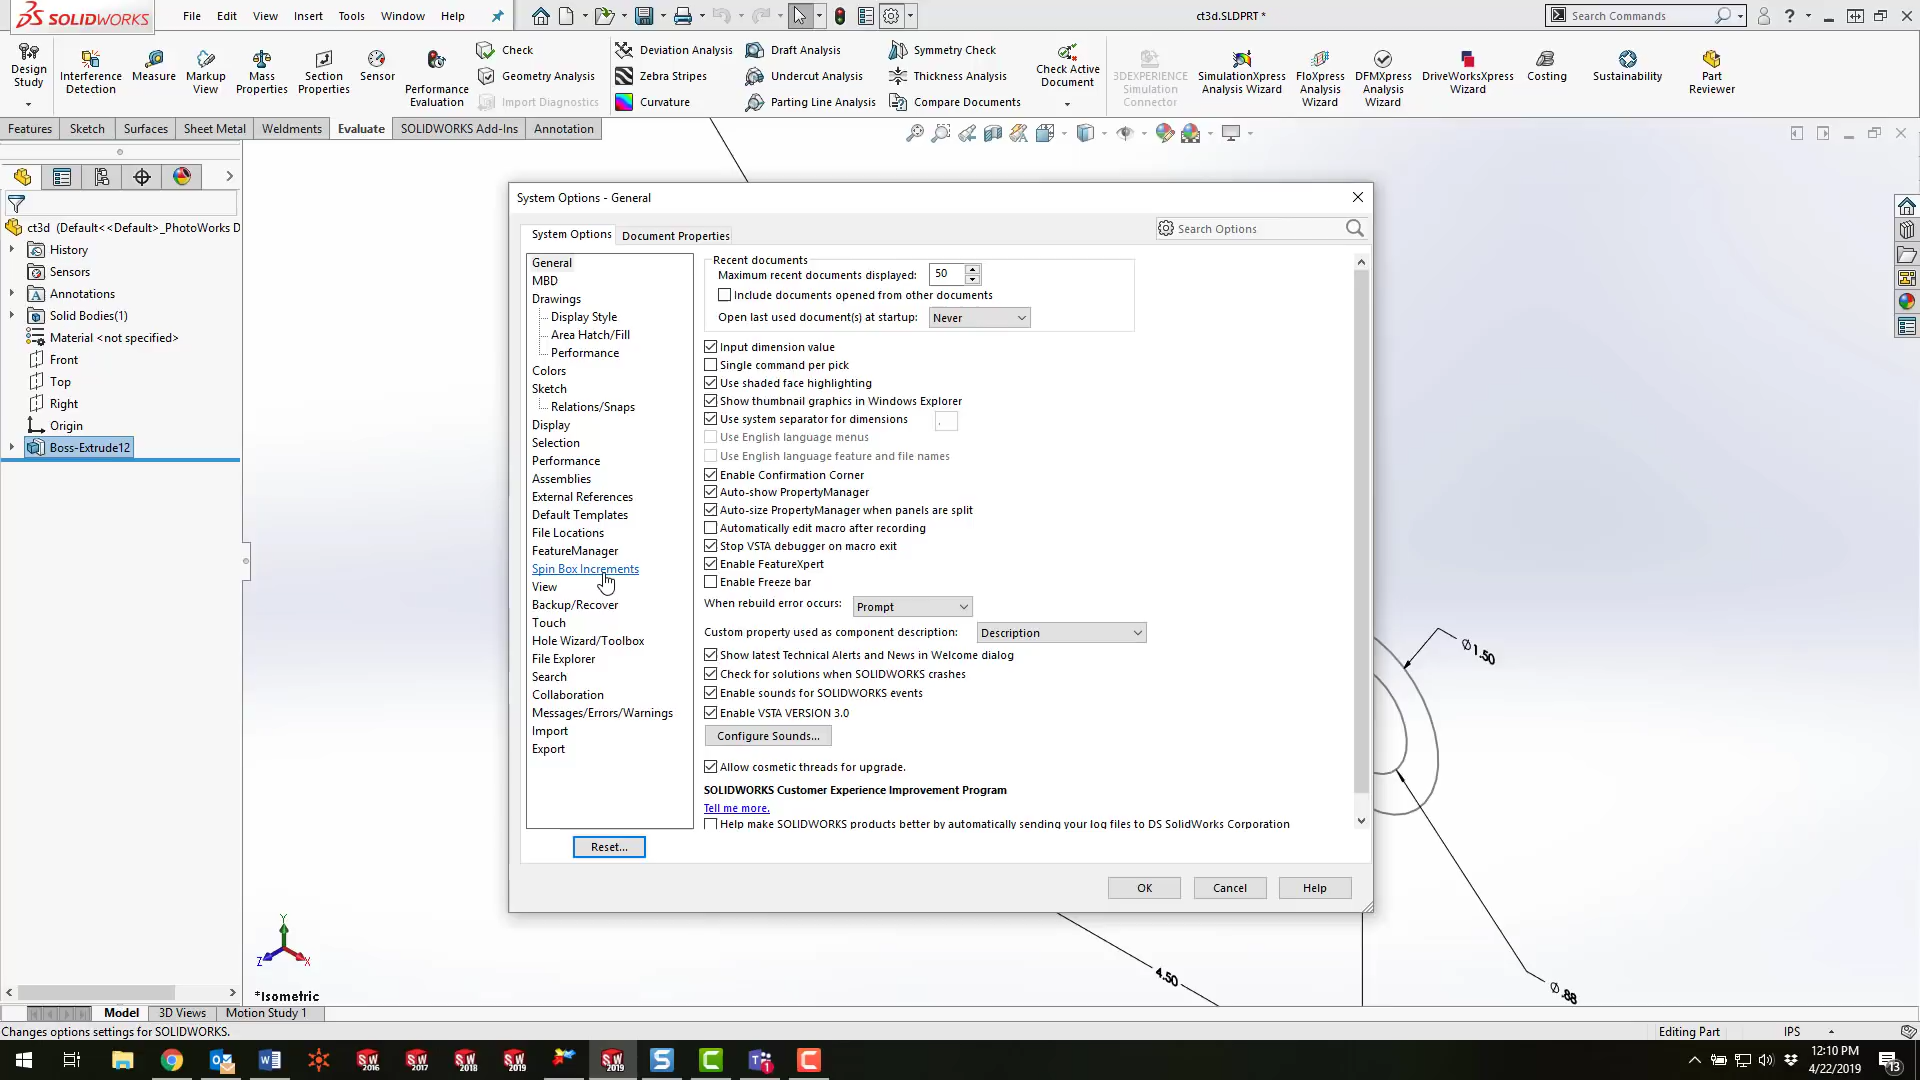 SOLIDWORKS File Edit View Insert Tools Window Help ct3d.SLDPRT * Search Commands
Design Study
Interference Detection
Measure
Markup View
Mass Properties
Section Properties
Sensor
Performance Evaluation
Check
Geometry Analysis
Import Diagnostics
Deviation Analysis
Zebra Stripes
Curvature
Draft Analysis
Undercut Analysis
Parting Line Analysis
Symmetry Check
Thickness Analysis
Compare Documents
Check Active Document
3DEXPERIENCE Simulation Connector
SimulationXpress Analysis Wizard
FloXpress Analysis Wizard
DFMXpress Analysis Wizard
DriveWorksXpress Wizard
Costing
Sustainability
Part Reviewer
Features Sketch Surfaces Sheet Metal Weldments Evaluate SOLIDWORKS Add-Ins Annotation
ct3d (Default<<Default>_PhotoWorks D
History
Sensors
Annotations
Solid Bodies(1)
Material <not specified>
Front
Top
Right
Origin
Boss-Extrude12
System Options - General
System Options Document Properties
Search Options
General
MBD
Drawings
Display Style
Area Hatch/Fill
Performance
Colors
Sketch
Relations/Snaps
Display
Selection
Performance
Assemblies
External References
Default Templates
File Locations
FeatureManager
Spin Box Increments
View
Backup/Recover
Touch
Hole Wizard/Toolbox
File Explorer
Search
Collaboration
Messages/Errors/Warnings
Import
Export
Reset...
Recent documents
Maximum recent documents displayed: 50
Include documents opened from other documents
Open last used document(s) at startup: Never
Input dimension value
Single command per pick
Use shaded face highlighting
Show thumbnail graphics in Windows Explorer
Use system separator for dimensions .
Use English language menus
Use English language feature and file names
Enable Confirmation Corner
Auto-show PropertyManager
Auto-size PropertyManager when panels are split
Automatically edit macro after recording
Stop VSTA debugger on macro exit
Enable FeatureXpert
Enable Freeze bar
When rebuild error occurs: Prompt
Custom property used as component description: Description
Show latest Technical Alerts and News in Welcome dialog
Check for solutions when SOLIDWORKS crashes
Enable sounds for SOLIDWORKS events
Enable VSTA VERSION 3.0
Configure Sounds...
Allow cosmetic threads for upgrade.
SOLIDWORKS Customer Experience Improvement Program
Tell me more.
Help make SOLIDWORKS products better by automatically sending your log files to DS SolidWorks Corporation
OK Cancel Help
Ø1.50
4.50
Ø.88
Y
Z X
*Isometric
Model 3D Views Motion Study 1
Changes options settings for SOLIDWORKS. Editing Part IPS
SW 2016 SW 2017 SW 2018 SW 2019 SW 2019
12:10 PM
4/22/2019
13